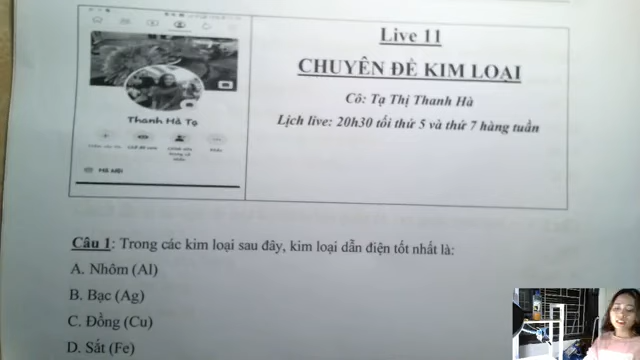 Thanh Hà Tạ
Hà Nội
Live 11
CHUYÊN ĐỀ KIM LOẠI
Cô: Tạ Thị Thanh Hà
Lịch live: 20h30 tối thứ 5 và thứ 7 hàng tuần
Câu 1: Trong các kim loại sau đây, kim loại dẫn điện tốt nhất là:
A. Nhôm (Al)
B. Bạc (Ag)
C. Đồng (Cu)
D. Sắt (Fe)